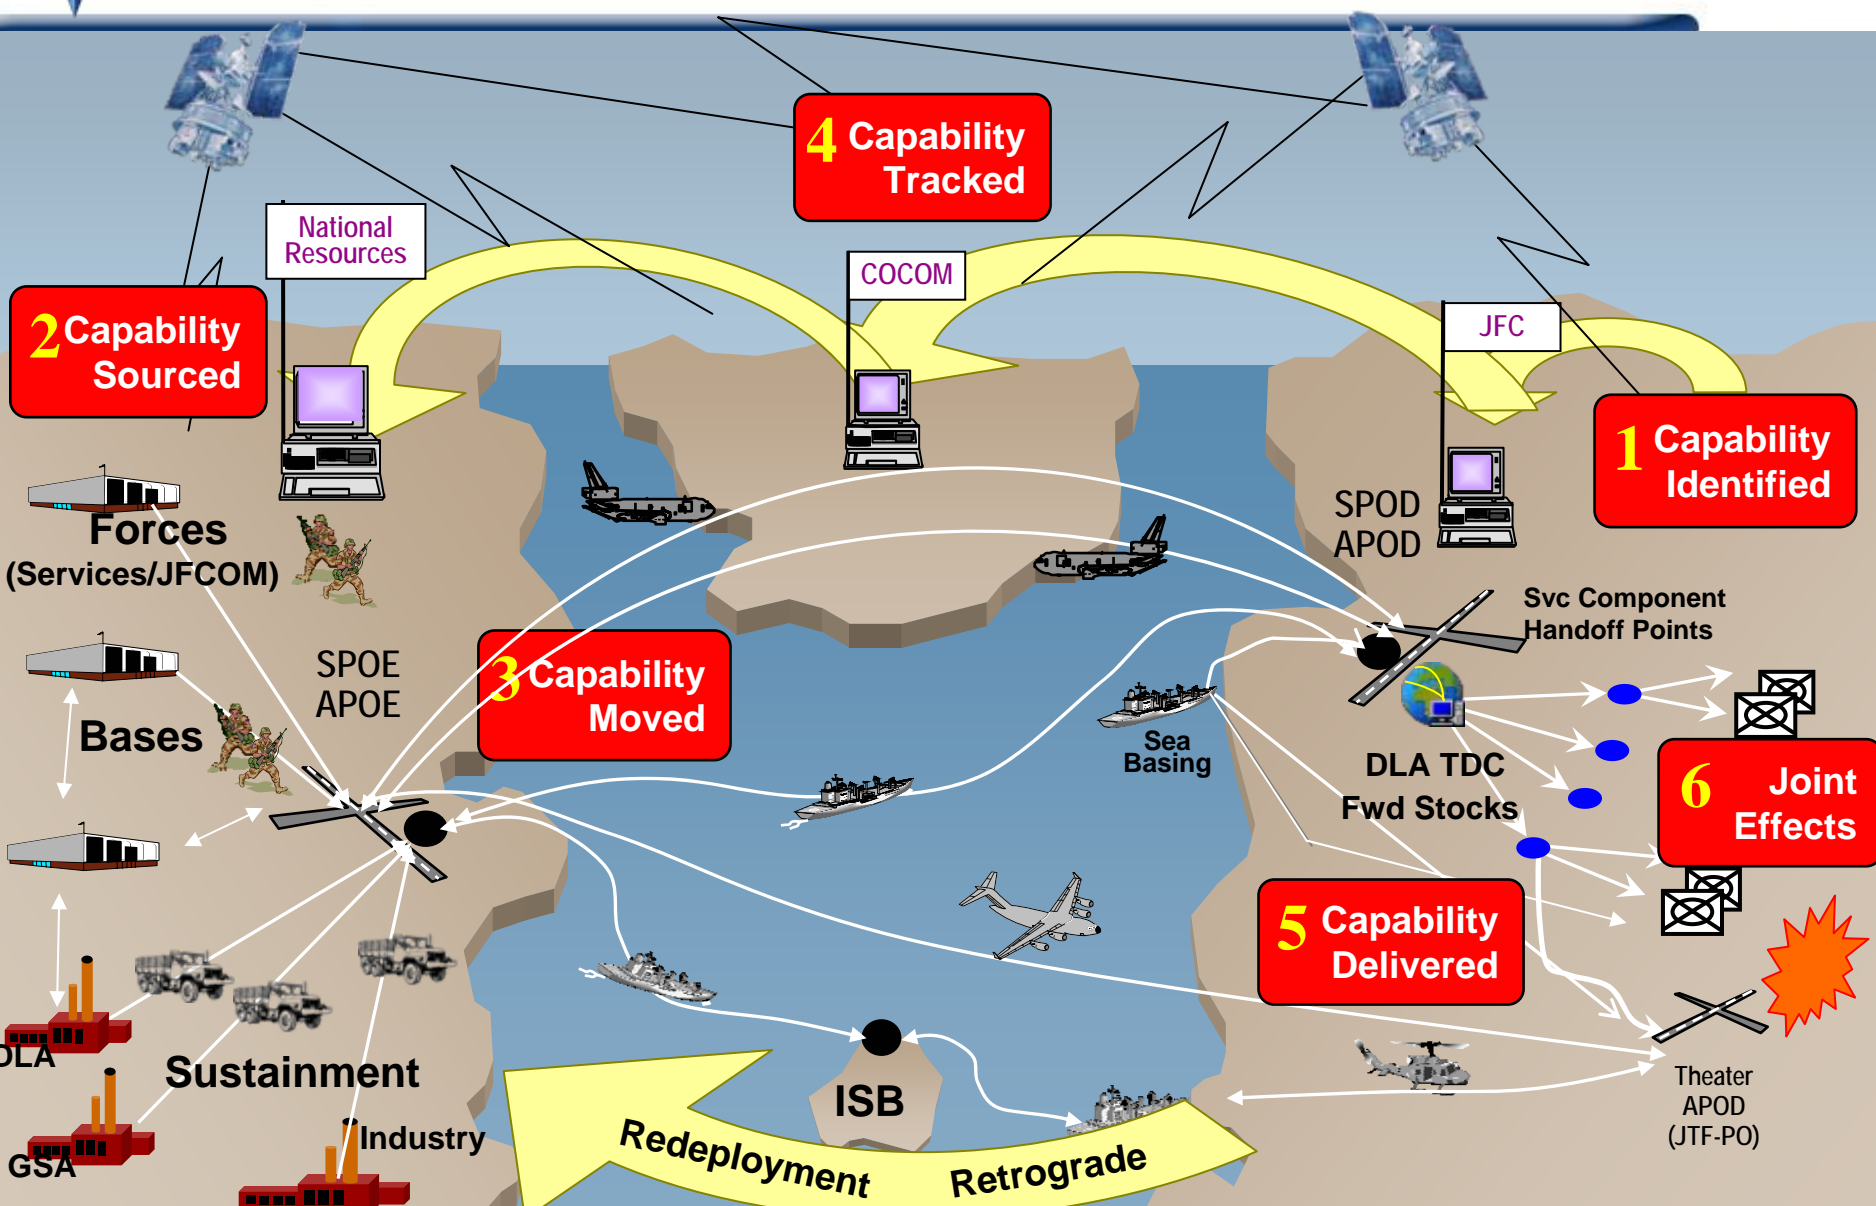 4 Capability
Tracked
National
Resources
COCOM
JFC
2 Capability
Sourced
1 Capability
Identified
SPOD
APOD
Forces
(Services/JFCOM)
Svc Component
Handoff Points
SPOE
APOE
3 Capability
Moved
Bases
Sea
Basing
DLA TDC
Fwd Stocks
6 Joint
Effects
5 Capability
Delivered
DLA
Sustainment
ISB
Theater
APOD
(JTF-PO)
GSA
Industry
Redeployment Retrograde